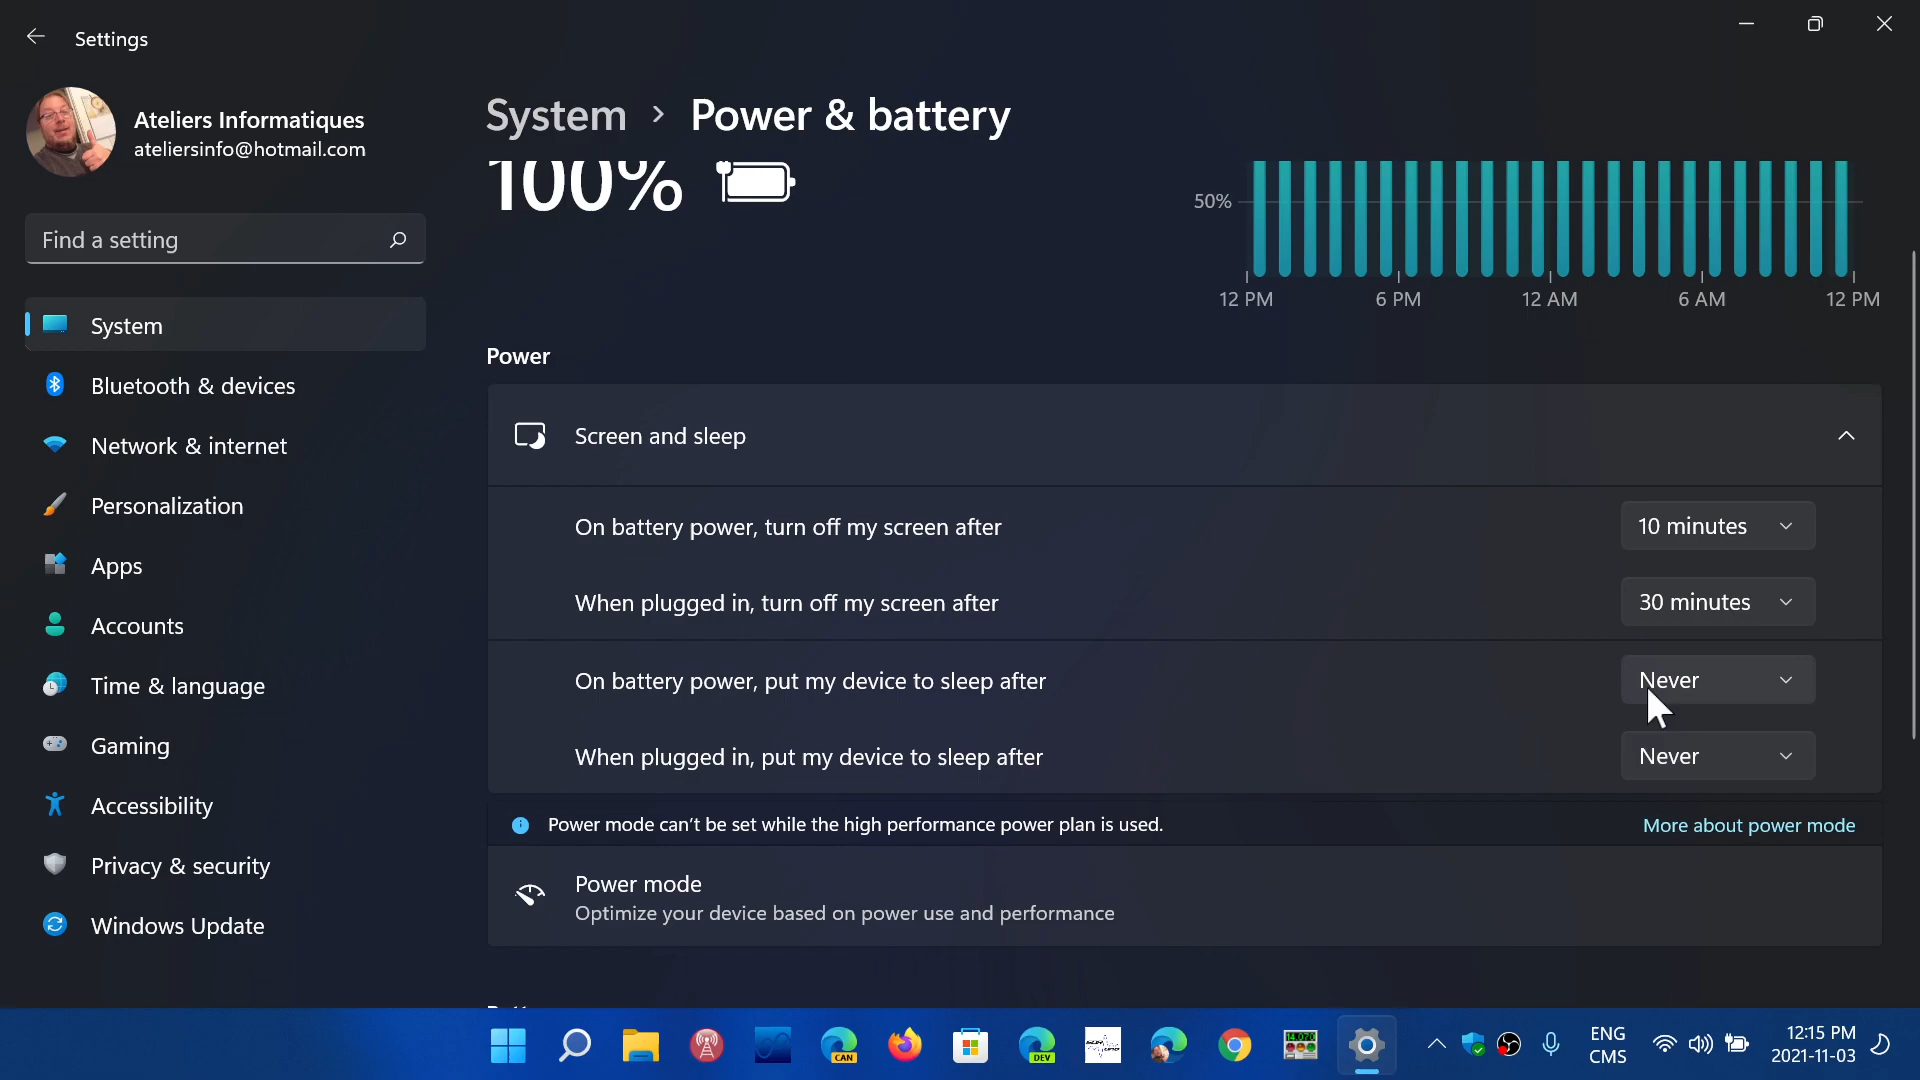 Settings
Ateliers Informatiques
ateliersinfo@hotmail.com
Find a setting
System
Bluetooth & devices
Network & internet
Personalization
Apps
Accounts
Time & language
Gaming
Accessibility
Privacy & security
Windows Update
System > Power & battery
100%
50%
12 PM 6 PM 12 AM 6 AM 12 PM
Power
Screen and sleep
On battery power, turn off my screen after 10 minutes
When plugged in, turn off my screen after 30 minutes
On battery power, put my device to sleep after Never
When plugged in, put my device to sleep after Never
Power mode can't be set while the high performance power plan is used. More about power mode
Power mode
Optimize your device based on power use and performance
CAN
DEV
ENG
CMS
12:15 PM
2021-11-03